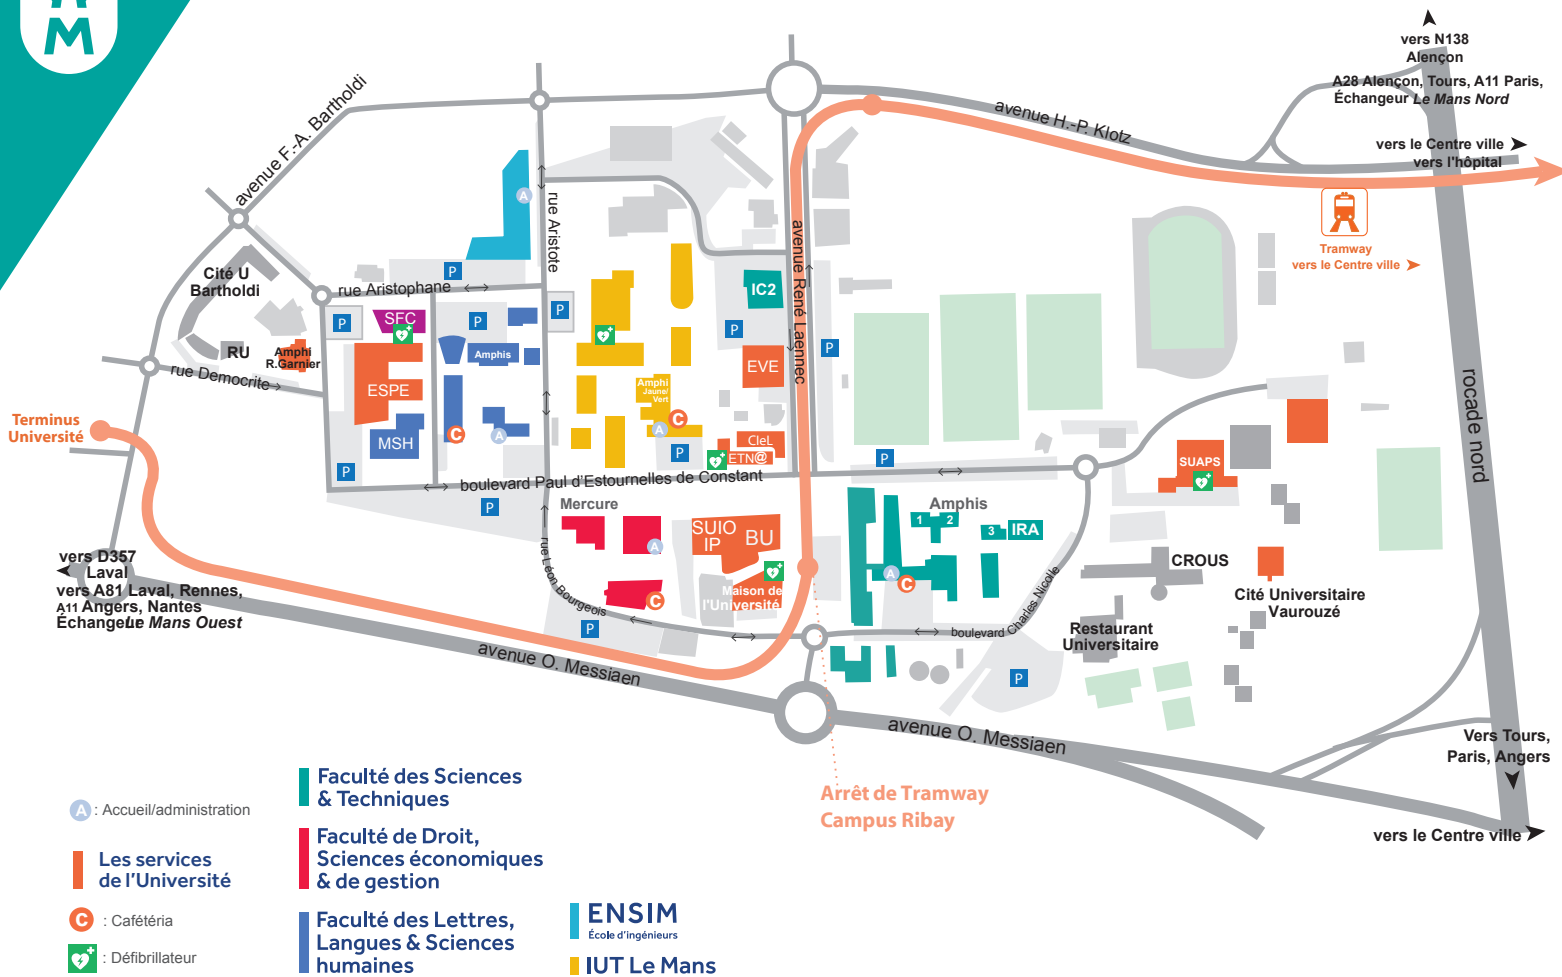 M
vers N138
Alençon
A28 Alençon, Tours, A11 Paris,
Échangeur Le Mans Nord
avenue H.-P. Klotz
vers le Centre ville
vers l'hôpital
Tramway
vers le Centre ville
avenue F.-A. Bartholdi
rue Aristote
avenue René Laennec
A
Cité U
Bartholdi
P
rue Aristophane
P
SFC
P
P
IC2
P
P
RU
Amphi
R.Garnier
rue Démocrite
ESPE
Amphis
EVE
Amphi
Jaune/
Vert
C
A
Terminus
Université
MSH
C
A
P
P
CleL
ETN@
P
SUAPS
rocade nord
boulevard Paul d'Estournelles de Constant
P
Mercure
A
SUIO
IP
BU
Amphis
1
2
3
IRA
CROUS
rue Léon Bourgeois
C
Maison de
l'Université
A
C
Cité Universitaire
Vaurouzé
vers D357
Laval
vers A81 Laval, Rennes,
A11 Angers, Nantes
Échangeur Le Mans Ouest
P
boulevard Charles Nicolle
Restaurant
Universitaire
P
avenue O. Messiaen
avenue O. Messiaen
Vers Tours,
Paris, Angers
vers le Centre ville
Arrêt de Tramway
Campus Ribay
A : Accueil/administration
Les services
de l'Université
C : Cafétéria
: Défibrillateur
Faculté des Sciences
& Techniques
Faculté de Droit,
Sciences économiques
& de gestion
Faculté des Lettres,
Langues & Sciences
humaines
ENSIM
École d'ingénieurs
IUT Le Mans